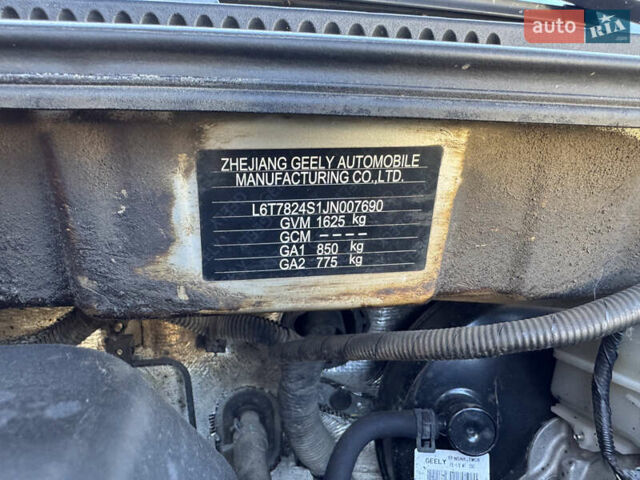 auto RIA
ZHEJIANG GEELY AUTOMOBILE
MANUFACTURING CO.,LTD.
L6T7824S1JN007690
GVM 1625 kg
GCM ----
GA1 850 kg
GA2 775 kg
GEELY